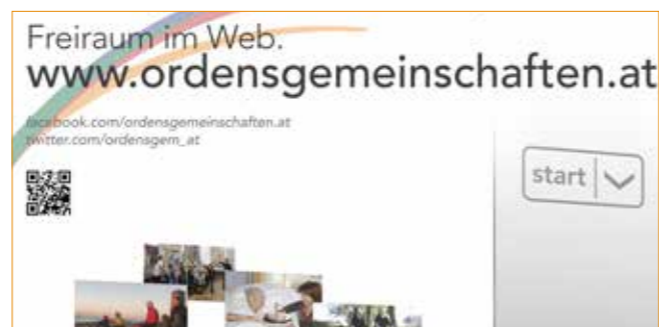 Freiraum im Web.
www.ordensgemeinschaften.at
facebook.com/ordensgemeinschaften.at
twitter.com/ordensgem_at
start